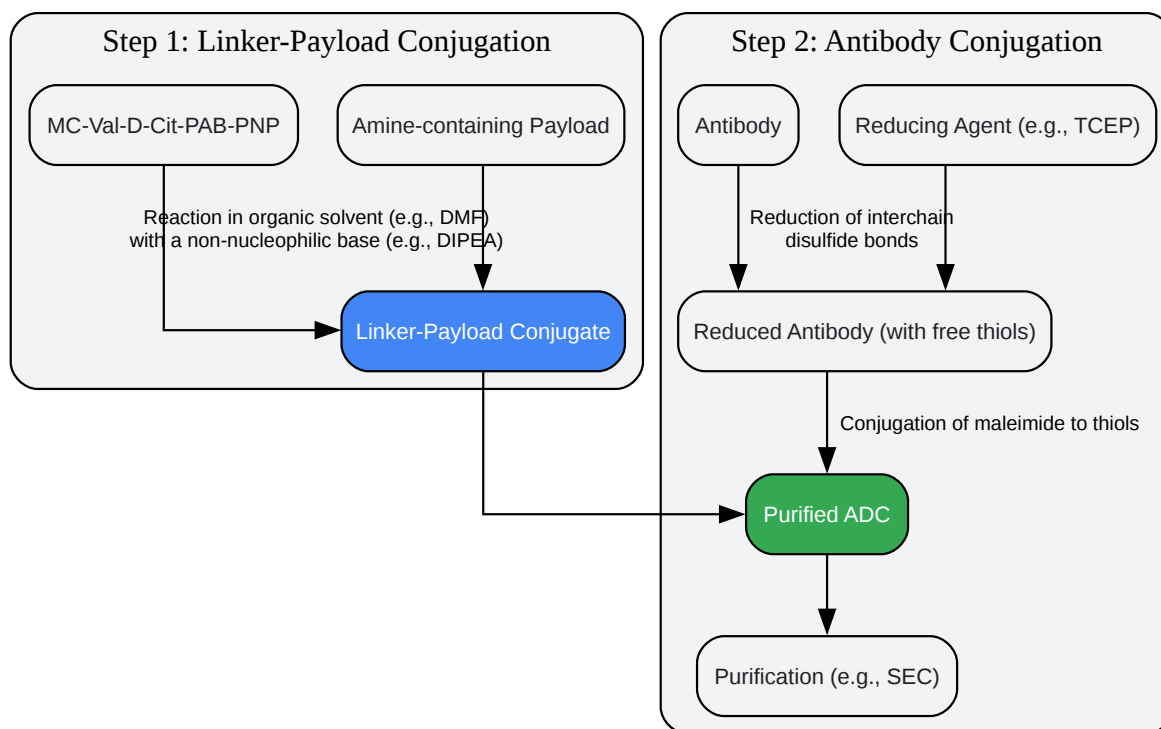 Step 1: Linker-Payload Conjugation
MC-Val-D-Cit-PAB-PNP
Amine-containing Payload
Reaction in organic solvent (e.g., DMF)
with a non-nucleophilic base (e.g., DIPEA)
Linker-Payload Conjugate
Step 2: Antibody Conjugation
Antibody
Reducing Agent (e.g., TCEP)
Reduction of interchain
disulfide bonds
Reduced Antibody (with free thiols)
Conjugation of maleimide to thiols
Purified ADC
Purification (e.g., SEC)